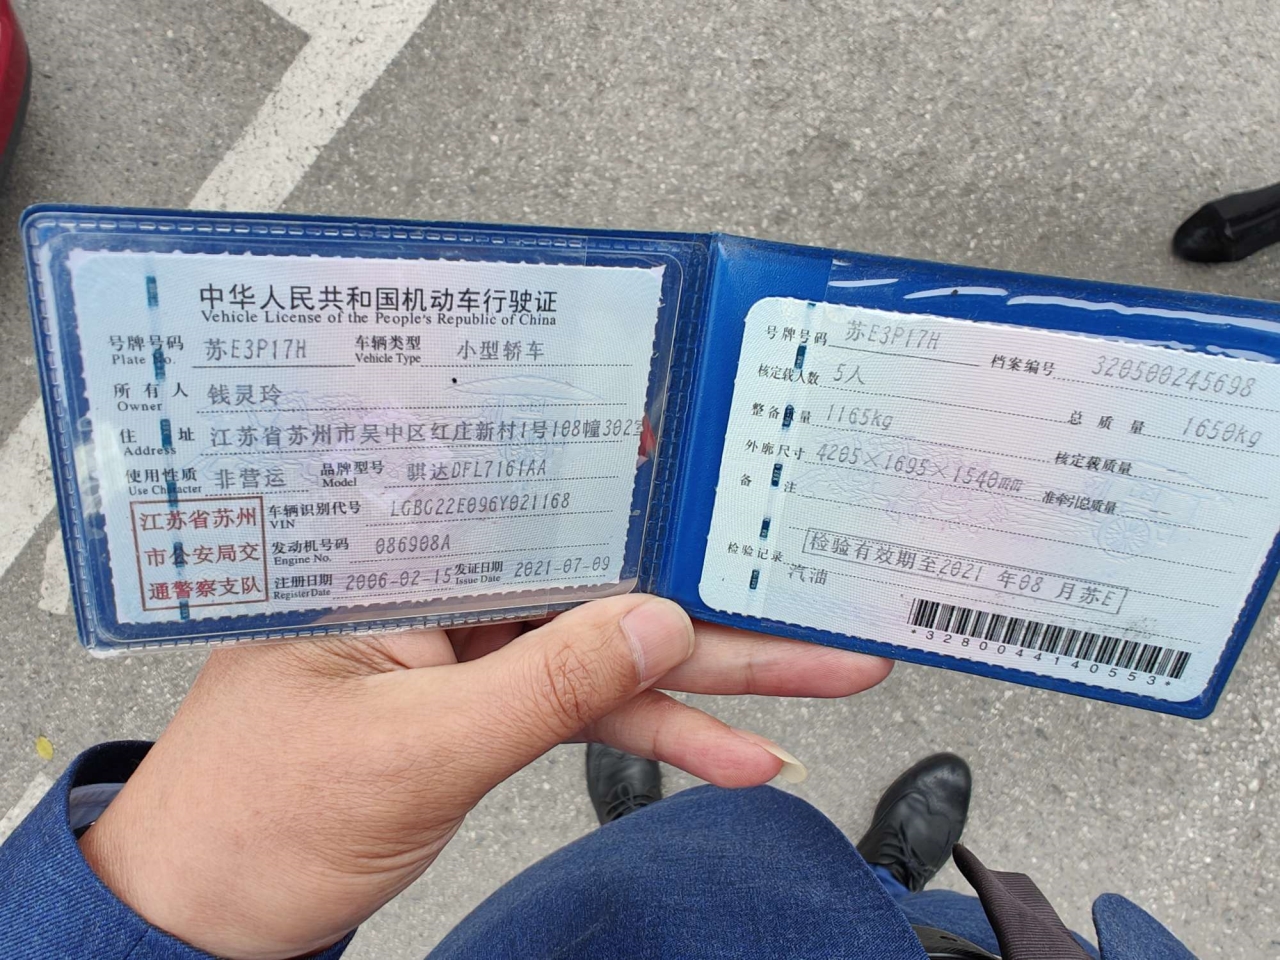 中华人民共和国机动车行驶证
Vehicle License of the People's Republic of China
号牌号码 苏E3P17H 车辆类型 小型轿车
Plate No. Vehicle Type
所有人 钱灵玲
Owner
住址 江苏省苏州市吴中区红庄新村1号108幢302室
Address
使用性质 非营运 品牌型号 骐达DFL7161AA
Use Character Model
江苏省苏州
市公安局交
通警察支队
车辆识别代号 LGBG22E096Y021168
VIN
发动机号码 086908A
Engine No.
注册日期 2006-02-15 发证日期 2021-07-09
Register Date Issue Date
号牌号码 苏E3P17H 档案编号 320500245698
核定载人数 5人 总质量 1650kg
整备质量 1165kg 核定载质量
外廓尺寸 4205×1695×1540mm 准牵引总质量
备注
检验有效期至2021年08月苏E
检验记录 汽油
*3280044140553*